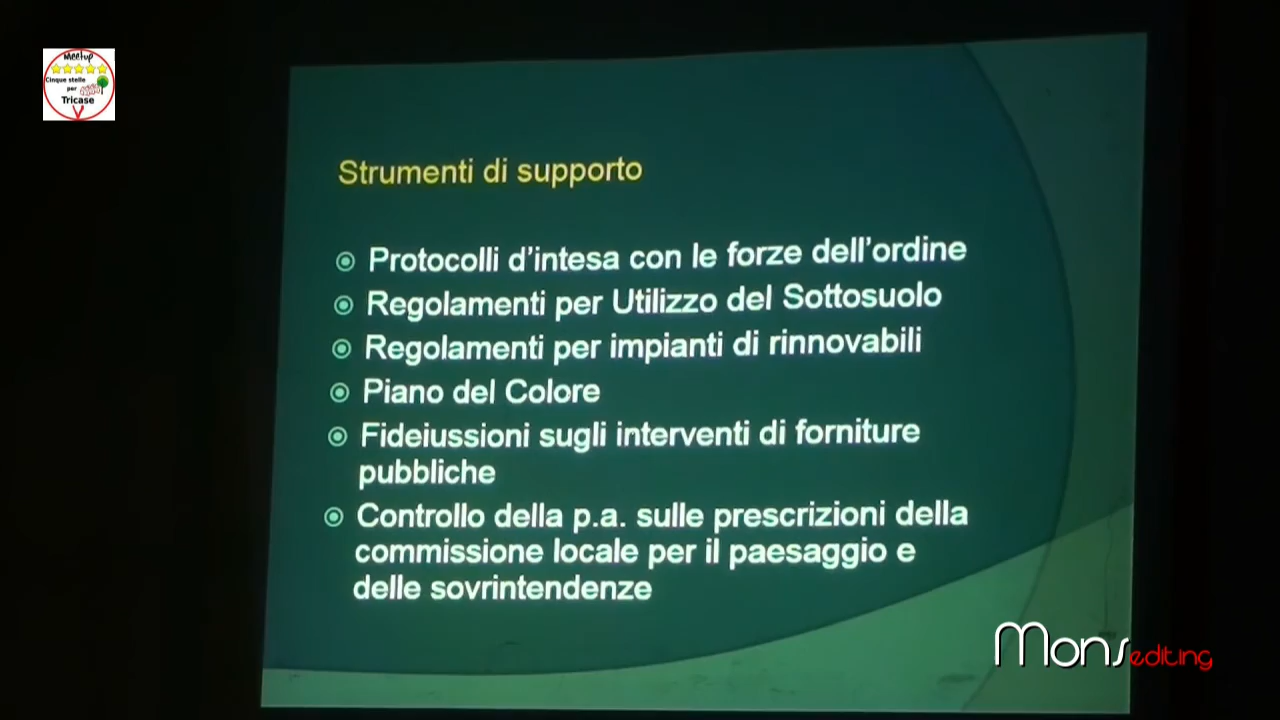 Meetup
Cinque stelle
per
Tricase
Strumenti di supporto
Protocolli d'intesa con le forze dell'ordine
Regolamenti per Utilizzo del Sottosuolo
Regolamenti per impianti di rinnovabili
Piano del Colore
Fideiussioni sugli interventi di forniture
pubbliche
Controllo della p.a. sulle prescrizioni della
commissione locale per il paesaggio e
delle sovrintendenze
Mons editing